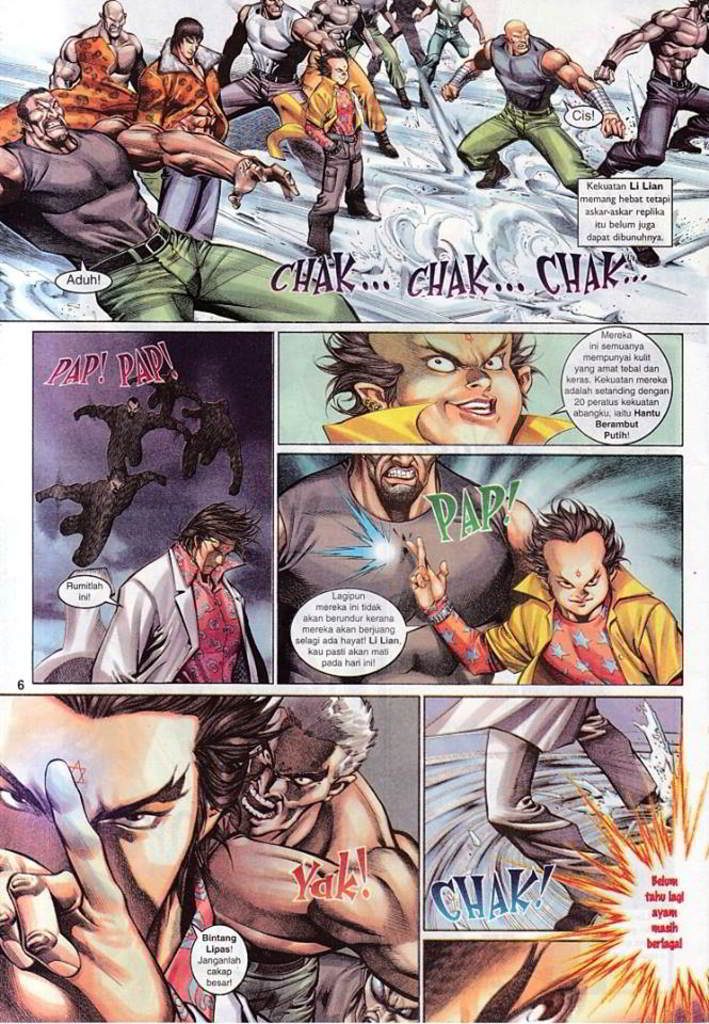 Cis!
Kekuatan Li Lian
memang hebat tetapi
askar-askar replika
itu belum juga
dapat dibunuhnya.
Aduh!
CHAK... CHAK... CHAK...
PAP! PAP!
Mereka
ini semuanya
mempunyai kulit
yang amat tebal dan
keras. Kekuatan mereka
adalah setanding dengan
20 peratus kekuatan
abangku, iaitu Hantu
Berambut
Putih!
PAP!
Rumitlah
ini!
Lagipun
mereka ini tidak
akan berundur kerana
mereka akan berjuang
selagi ada hayat! Li Lian,
kau pasti akan mati
pada hari ini!
6
Yak!
Bintang
Lipas!
Janganlah
cakap
besar!
CHAK!
Belum
tahu lagi
ayam
masih
berlaga!